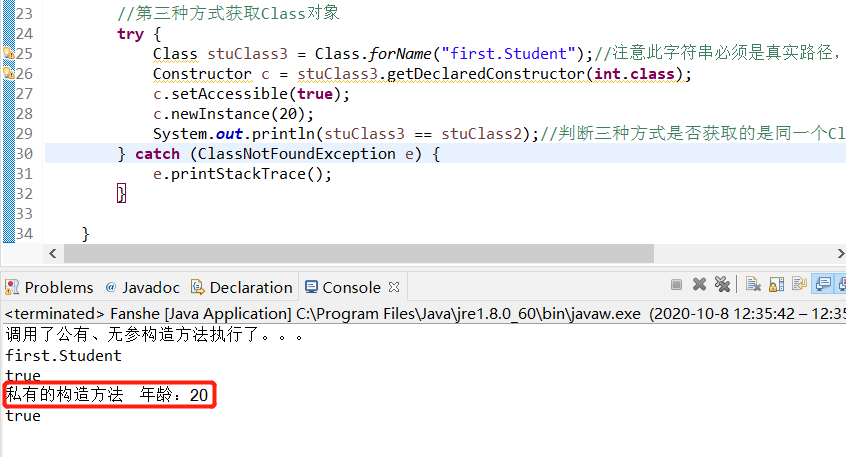 23 //第三种方式获取Class对象
24 try {
25 Class stuClass3 = Class.forName("first.Student");//注意此字符串必须是真实路径，
26 Constructor c = stuClass3.getDeclaredConstructor(int.class);
27 c.setAccessible(true);
28 c.newInstance(20);
29 System.out.println(stuClass3 == stuClass2);//判断三种方式是否获取的是同一个Cl
30 } catch (ClassNotFoundException e) {
31 e.printStackTrace();
32 }
33
34 }
Problems @ Javadoc Declaration Console
<terminated> Fanshe [Java Application] C:\Program Files\Java\jre1.8.0_60\bin\javaw.exe (2020-10-8 12:35:42 – 12:35
调用了公有、无参构造方法执行了。。。
first.Student
true
私有的构造方法 年龄：20
true